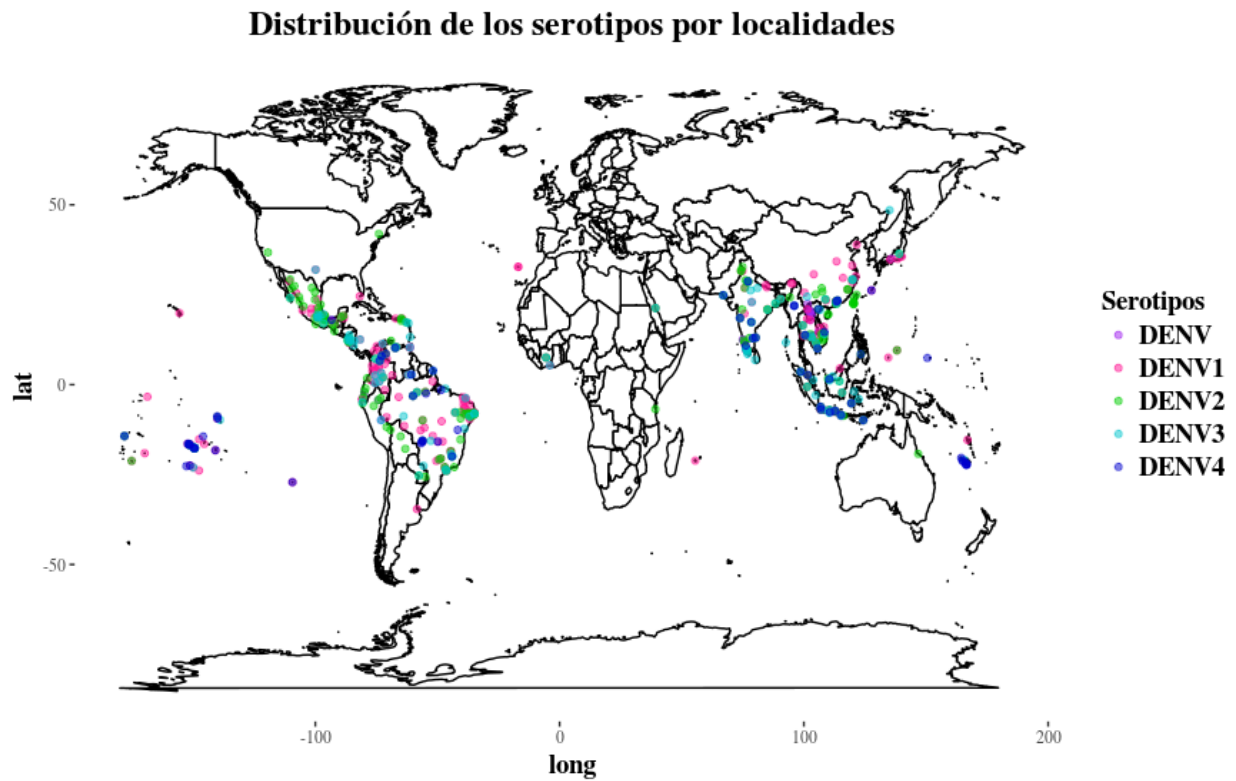 Distribución de los serotipos por localidades
lat
50
0
-50
-100
0
100
200
long
Serotipos
DENV
DENV1
DENV2
DENV3
DENV4